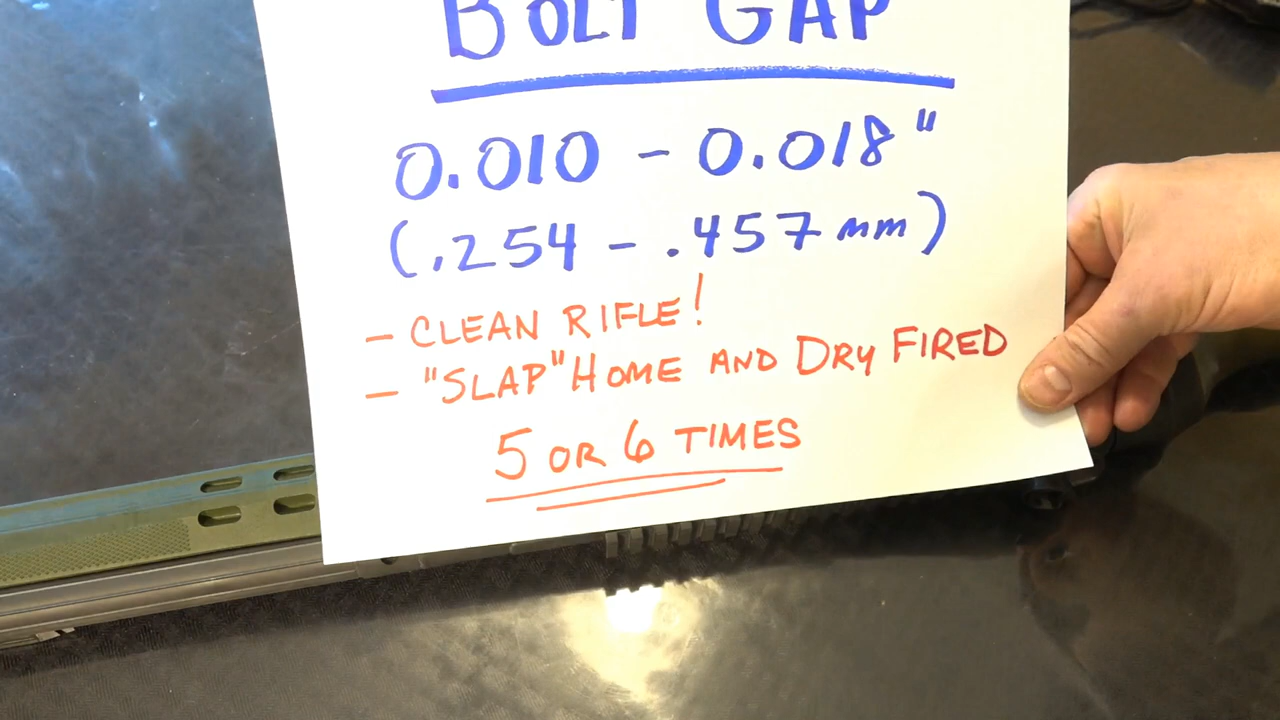 BOLT GAP
0.010 - 0.018"
(.254 - .457 mm)
- CLEAN RIFLE!
- "SLAP" HOME AND DRY FIRED
5 OR 6 TIMES